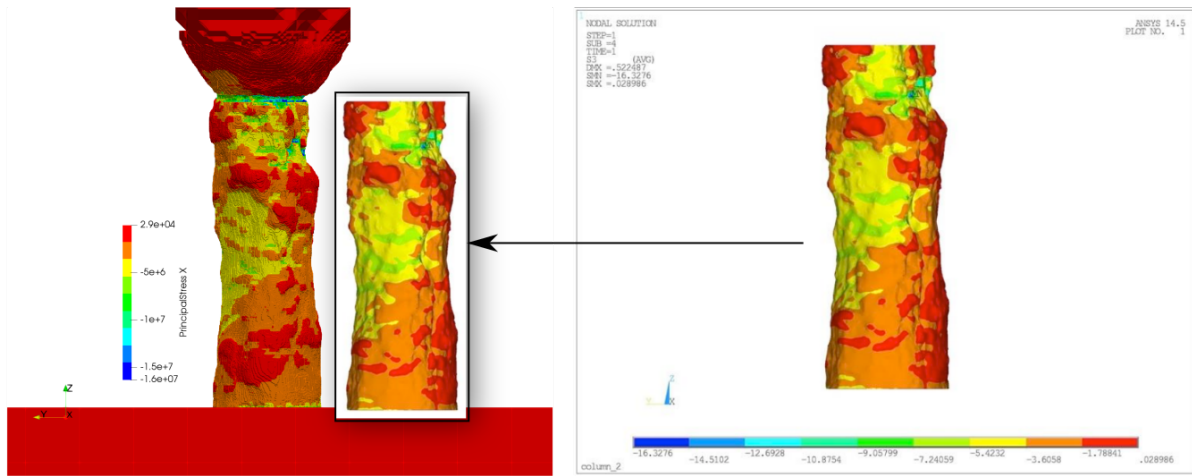 2.9e+04
-5e+6
-1e+7
-1.5e+7
-1.6e+07
PrincipalStress X
Z
Y
X
1
NODAL SOLUTION
STEP=1
SUB =4
TIME=1
S3 (AVG)
DMX =.522487
SMN =-16.3276
SMX =.028986
ANSYS 14.5
PLOT NO. 1
MN
Z
Y
X
-16.3276
-14.5102
-12.6928
-10.8754
-9.05799
-7.24059
-5.4232
-3.6058
-1.78841
.028986
column_2